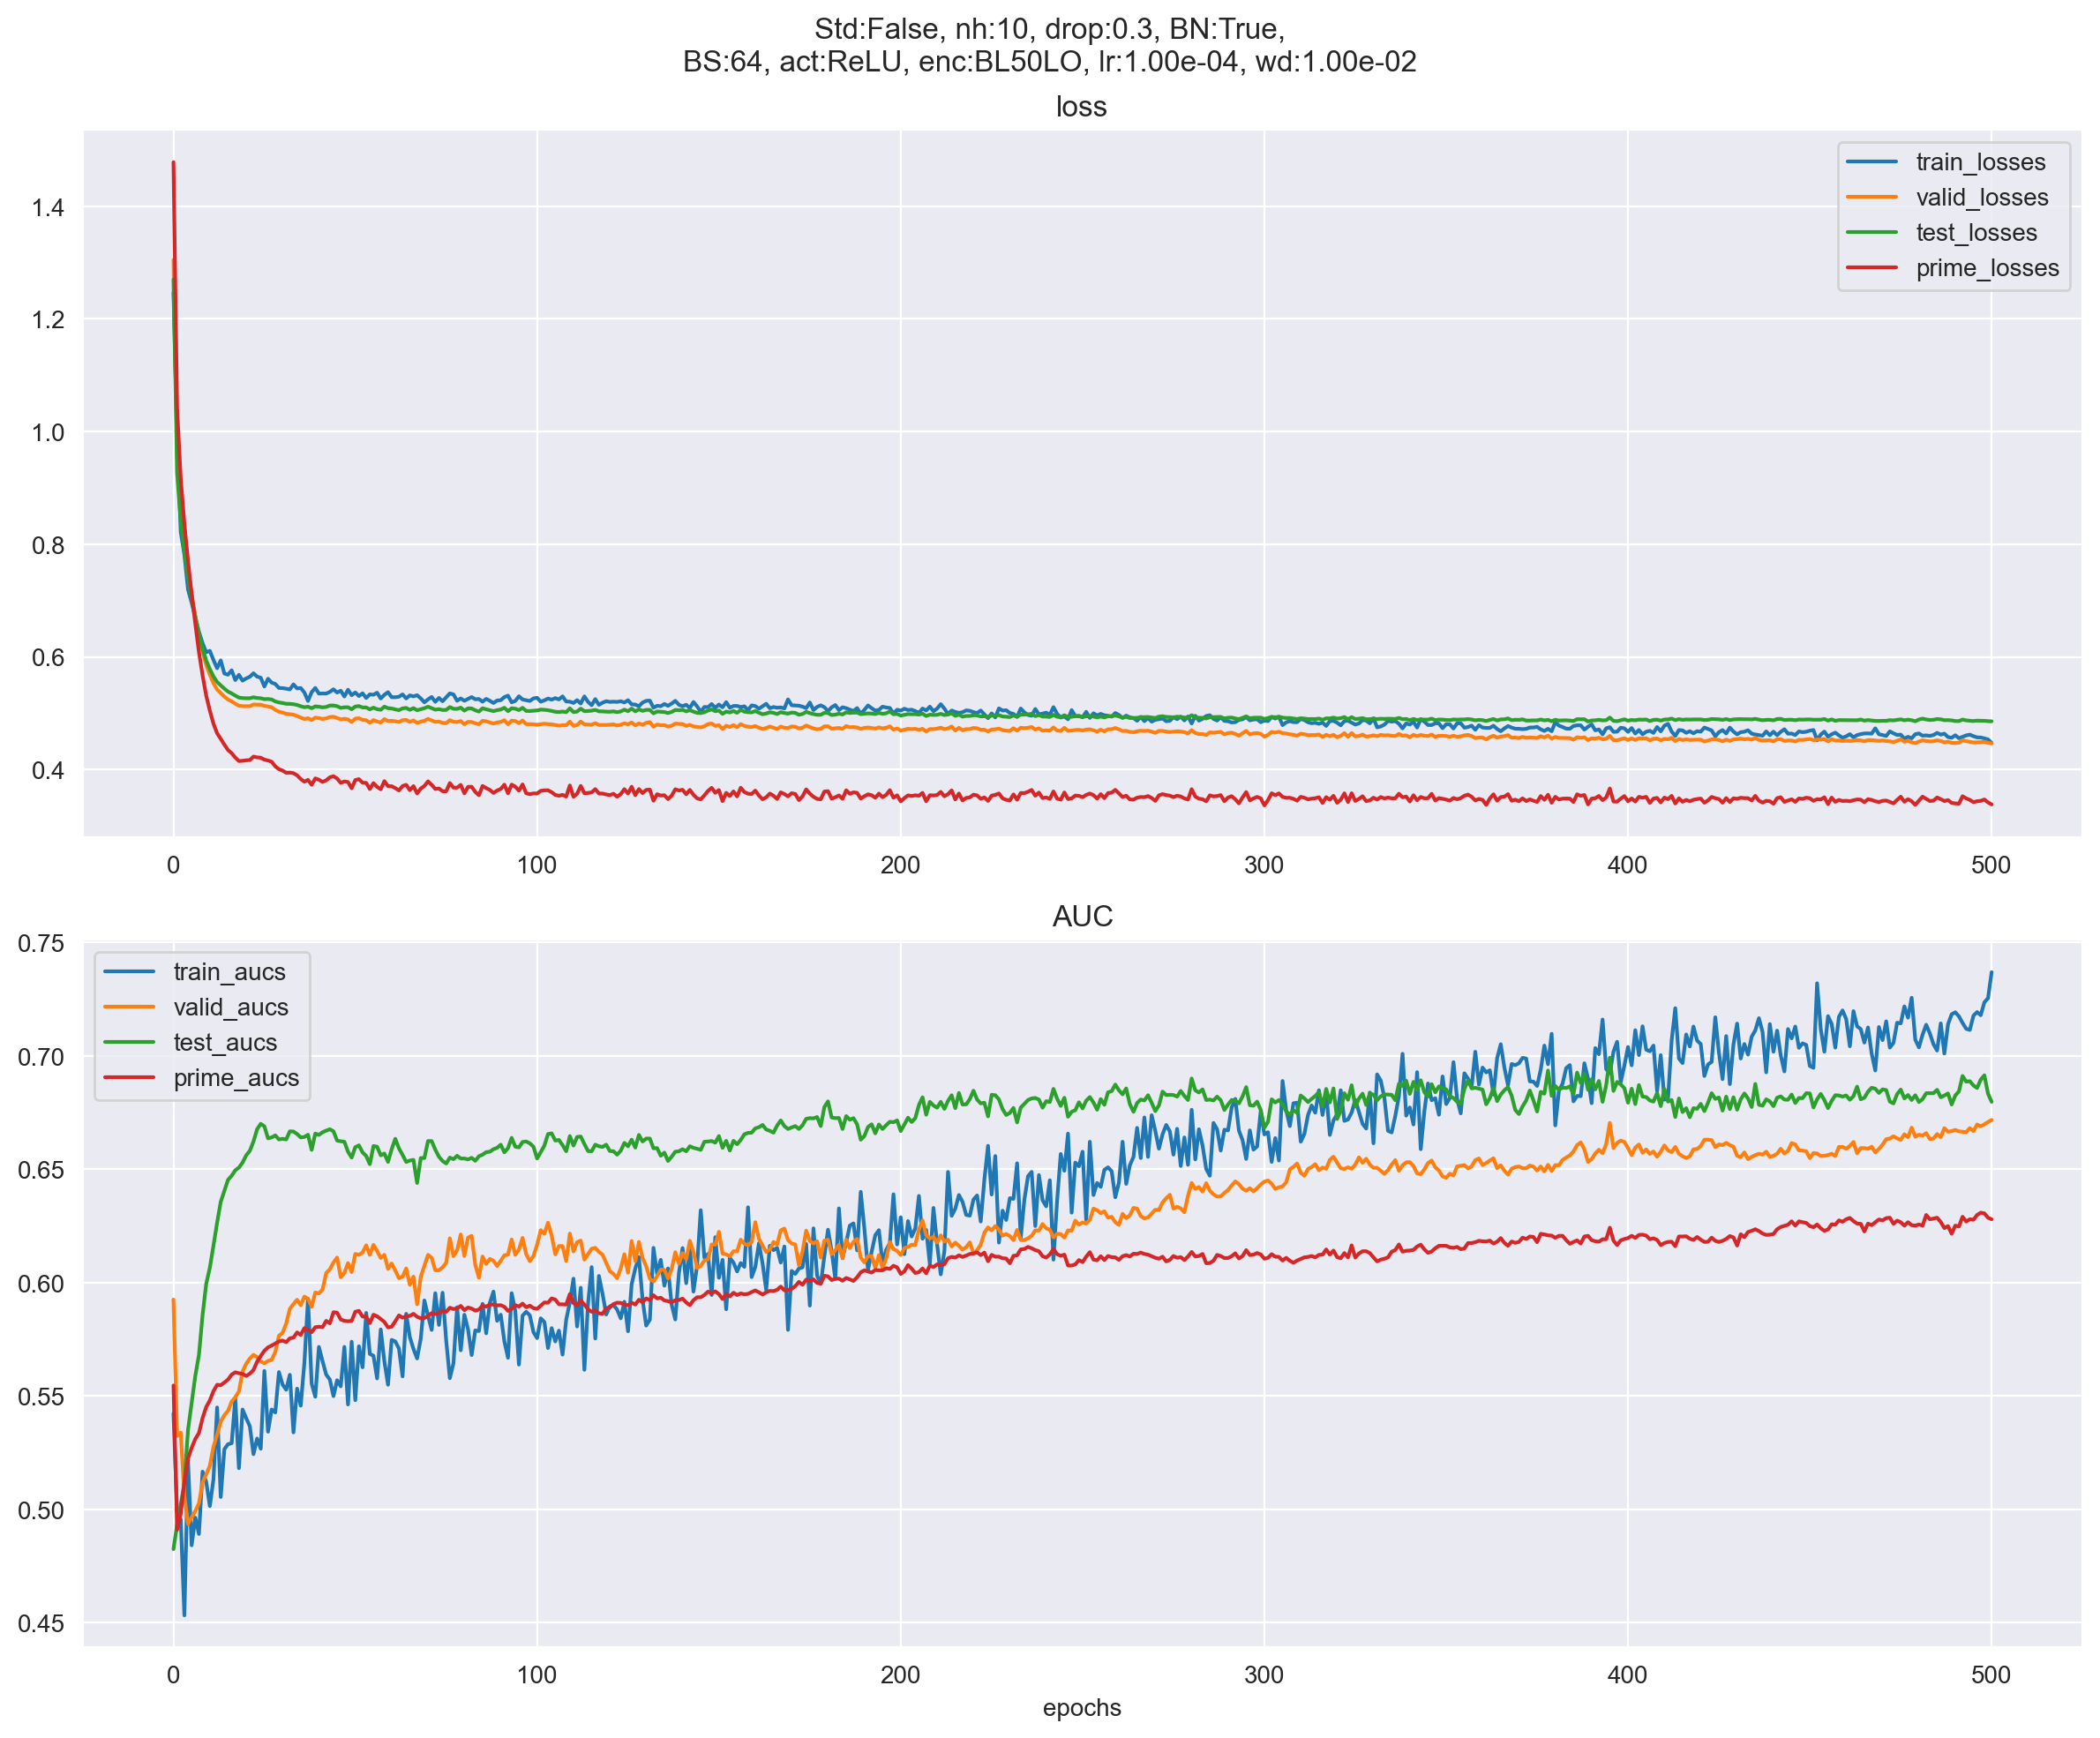 Std:False, nh:10, drop:0.3, BN:True,
BS:64, act:ReLU, enc:BL50LO, lr:1.00e-04, wd:1.00e-02
loss
train_losses
valid_losses
test_losses
prime_losses
1.4
1.2
1.0
0.8
0.6
0.4
0 100 200 300 400 500
AUC
train_aucs
valid_aucs
test_aucs
prime_aucs
0.75
0.70
0.65
0.60
0.55
0.50
0.45
0 100 200 300 400 500
epochs